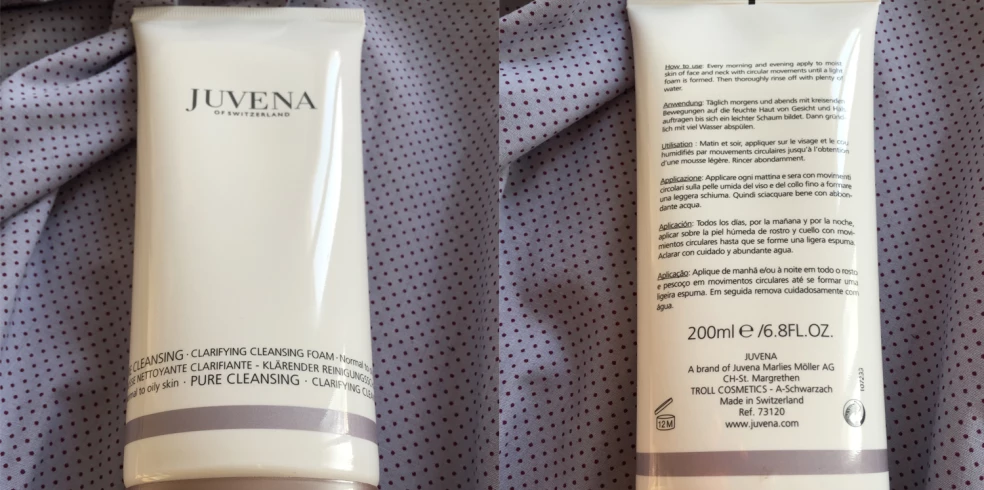 JUVENA
OF SWITZERLAND
CLEANSING · CLARIFYING CLEANSING FOAM · Normal to
NETTOYANTE CLARIFIANTE - KLÄRENDER
to oily skin · PURE CLEANSING · CLARIFYING
How to use: Every morning and evening apply to moist
skin of face and neck with circular movements until a light
foam is formed. Then thoroughly rinse off with plenty of
water.
Anwendung: Täglich morgens und abends mit kreisenden
Bewegungen auf die feuchte Haut von Gesicht und Hals
auftragen bis sich ein leichter Schaum bildet. Dann gründ-
lich mit viel Wasser abspülen.
Utilisation : Matin et soir, appliquer sur le visage et le cou
humidifiés par mouvements circulaires jusqu'à l'obtention
d'une mousse légère. Rincer abondamment.
Applicazione: Applicare ogni mattina e sera con movimenti
circolari sulla pelle umida del viso e del collo fino a formare
una leggera schiuma. Quindi sciacquare bene con abbon-
dante acqua.
Aplicación: Todos los días, por la mañana y por la noche,
aplicar sobre la piel húmeda de rostro y cuello con movi-
mientos circulares hasta que se forme una ligera espuma.
Aclarar con cuidado y abundante agua.
Aplicação: Aplique de manhã e/ou à noite em todo o rosto
e pescoço em movimentos circulares até se formar uma
ligeira espuma. Em seguida remova cuidadosamente com
água.
200ml ℮ /6.8FL.OZ.
JUVENA
A brand of Juvena Marlies Möller AG
CH-St. Margrethen
TROLL COSMETICS - A-Schwarzach
Made in Switzerland
Ref. 73120
www.juvena.com
12 M